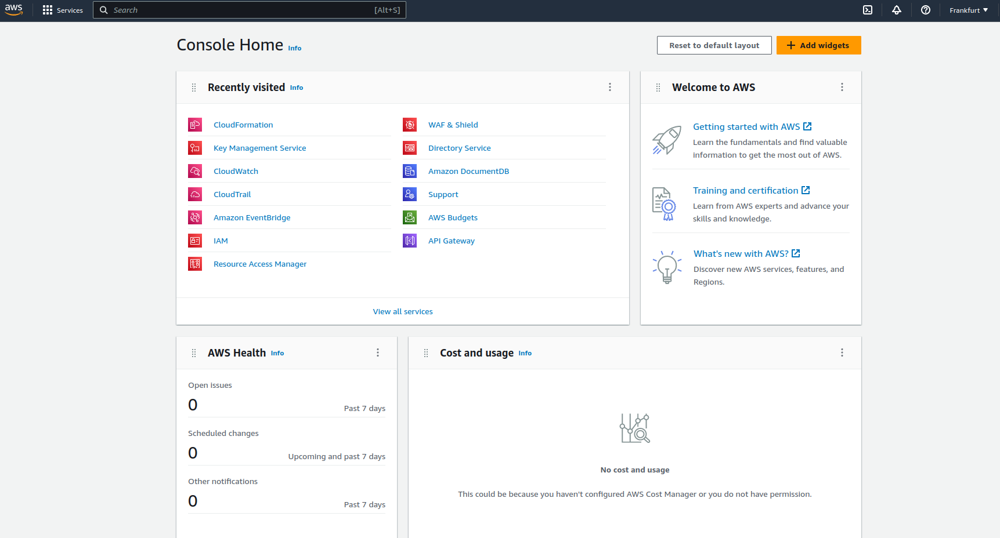 aws Services Search [Alt+S] Frankfurt
Console Home Info
Reset to default layout
Add widgets
Recently visited Info
CloudFormation
Key Management Service
CloudWatch
CloudTrail
Amazon EventBridge
IAM
Resource Access Manager
WAF & Shield
Directory Service
Amazon DocumentDB
Support
AWS Budgets
API Gateway
View all services
Welcome to AWS
Getting started with AWS
Learn the fundamentals and find valuable
information to get the most out of AWS.
Training and certification
Learn from AWS experts and advance your
skills and knowledge.
What's new with AWS?
Discover new AWS services, features, and
Regions.
AWS Health Info
Open issues
0 Past 7 days
Scheduled changes
0 Upcoming and past 7 days
Other notifications
0 Past 7 days
Cost and usage Info
No cost and usage
This could be because you haven't configured AWS Cost Manager or you do not have permission.